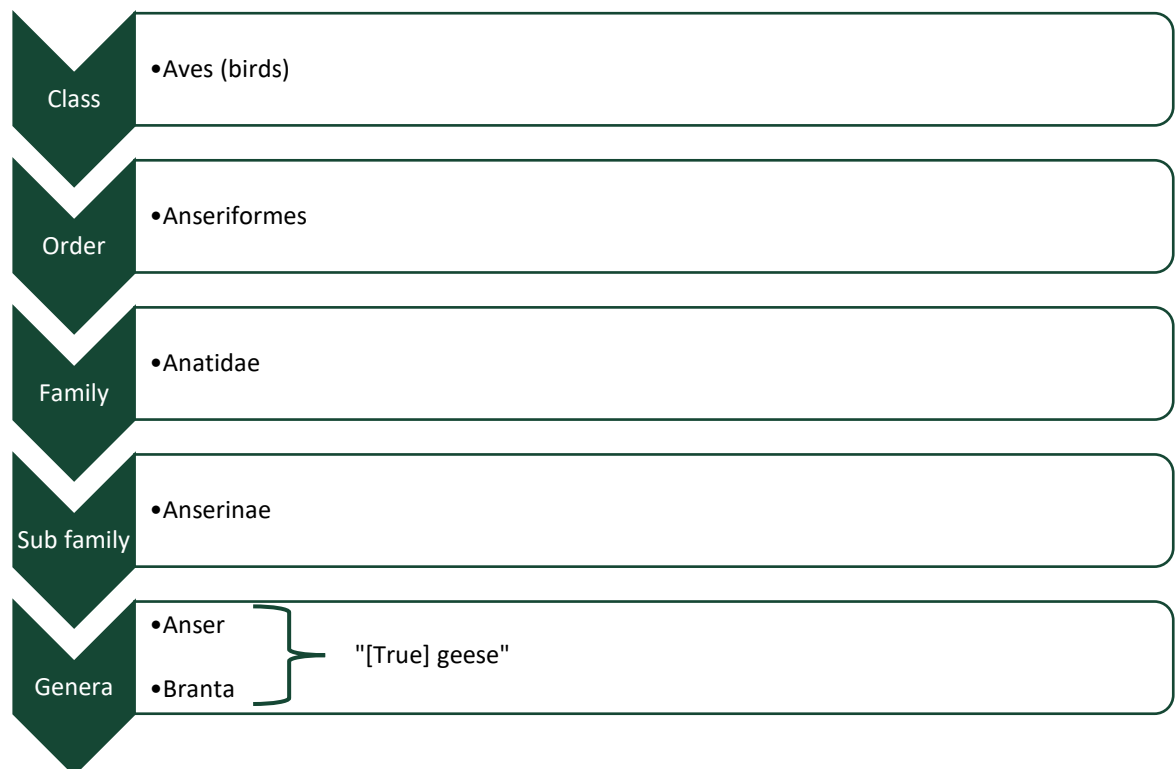 Class
•Aves (birds)
Order
•Anseriformes
Family
•Anatidae
Sub family
•Anserinae
Genera
•Anser
•Branta
"[True] geese"